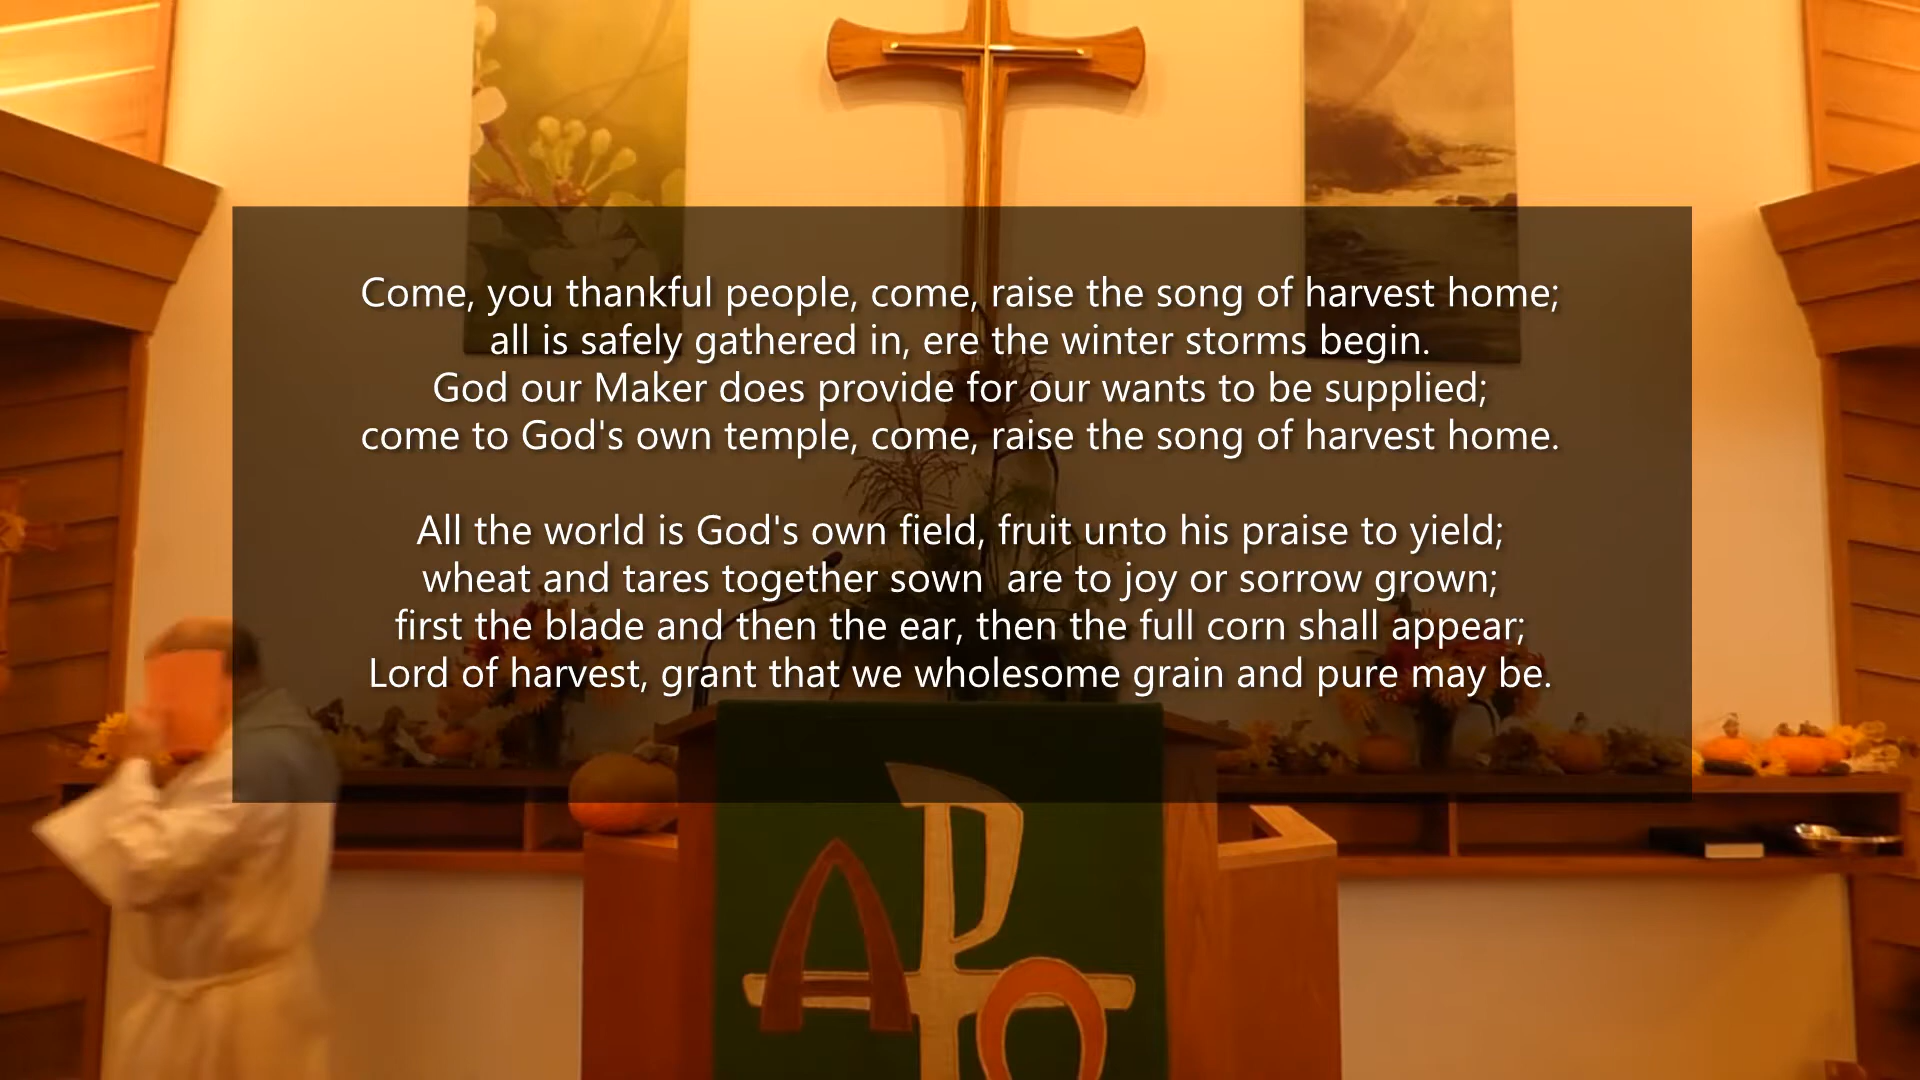 Come, you thankful people, come, raise the song of harvest home;
all is safely gathered in, ere the winter storms begin.
God our Maker does provide for our wants to be supplied;
come to God's own temple, come, raise the song of harvest home.
All the world is God's own field, fruit unto his praise to yield;
wheat and tares together sown  are to joy or sorrow grown;
first the blade and then the ear, then the full corn shall appear;
Lord of harvest, grant that we wholesome grain and pure may be.